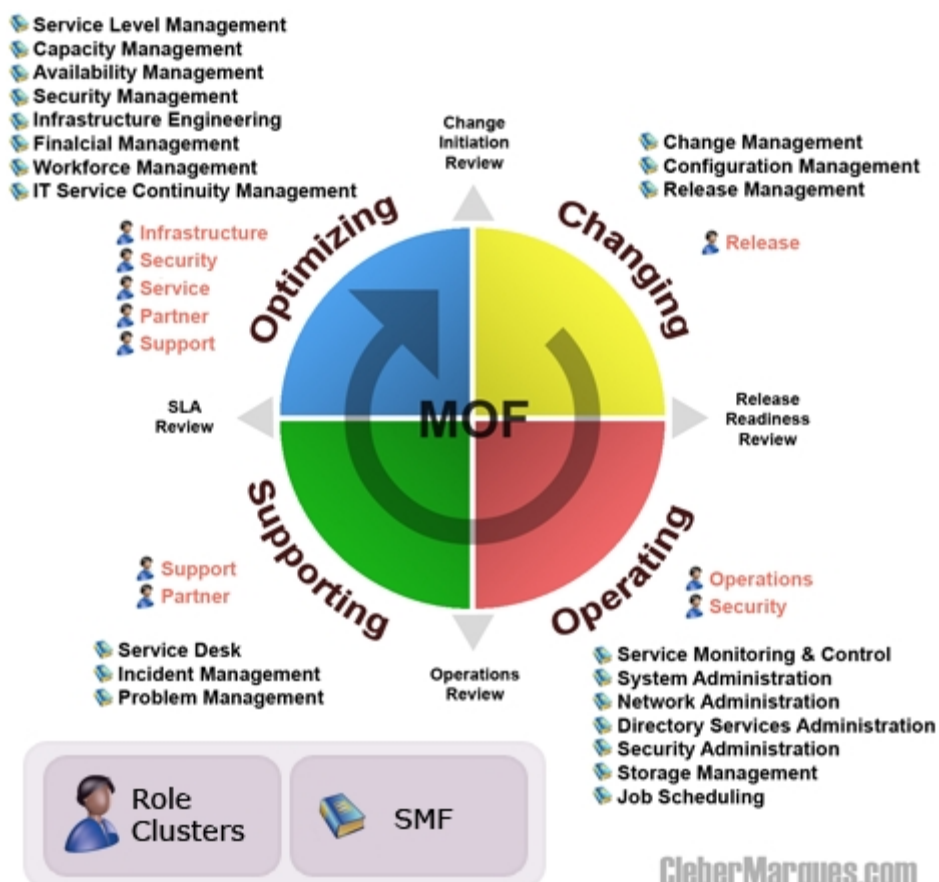 Service Level Management
Capacity Management
Availability Management
Security Management
Infrastructure Engineering
Finalcial Management
Workforce Management
IT Service Continuity Management
Change
Initiation
Review
Change Management
Configuration Management
Release Management
Infrastructure
Security
Service
Partner
Support
Release
Optimizing
Changing
SLA
Review
MOF
Release
Readiness
Review
Supporting
Operating
Support
Partner
Operations
Security
Service Desk
Incident Management
Problem Management
Operations
Review
Service Monitoring & Control
System Administration
Network Administration
Directory Services Administration
Security Administration
Storage Management
Job Scheduling
Role
Clusters
SMF
CleberMarques.com